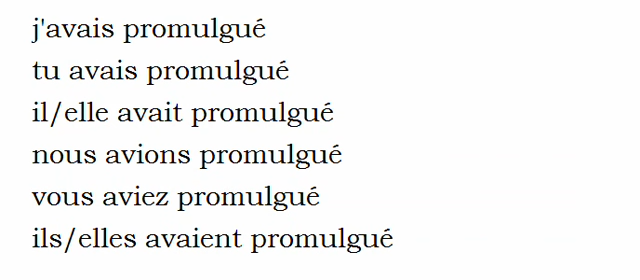 j'avais promulgué
tu avais promulgué
il/elle avait promulgué
nous avions promulgué
vous aviez promulgué
ils/elles avaient promulgué